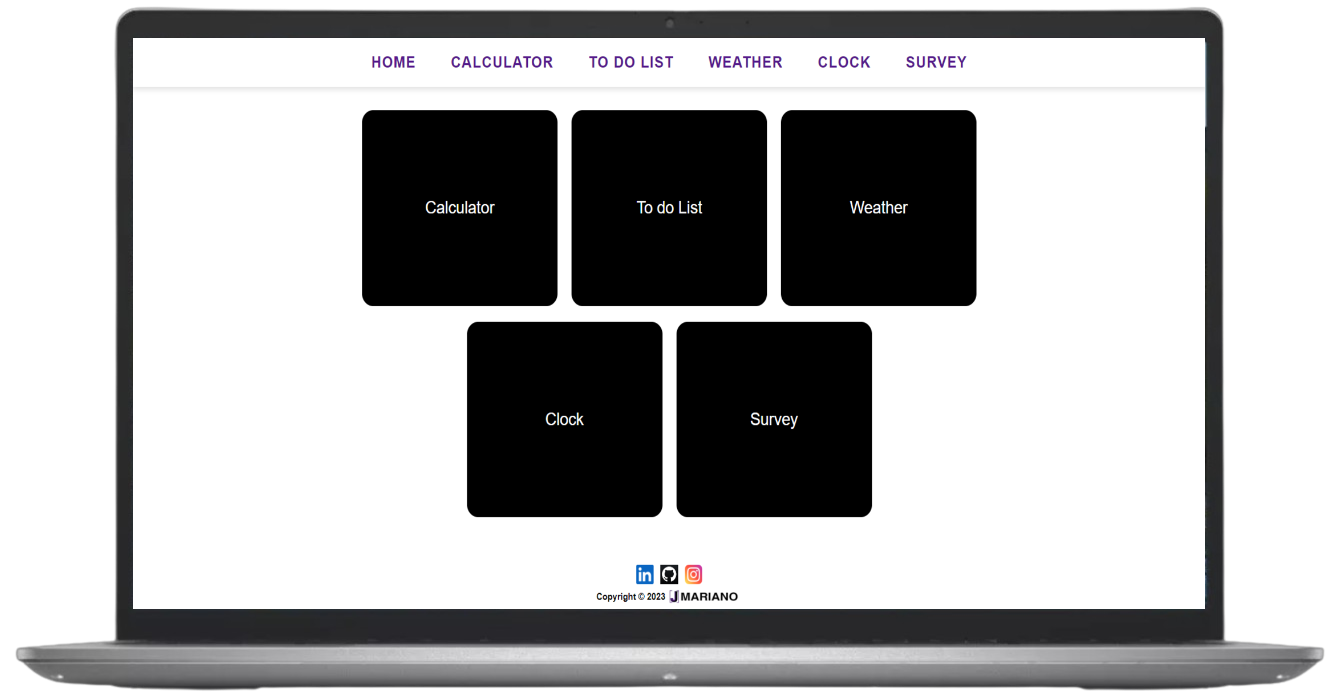 HOME CALCULATOR TO DO LIST WEATHER CLOCK SURVEY
Calculator To do List Weather
Clock Survey
in
Copyright © 2023 J MARIANO